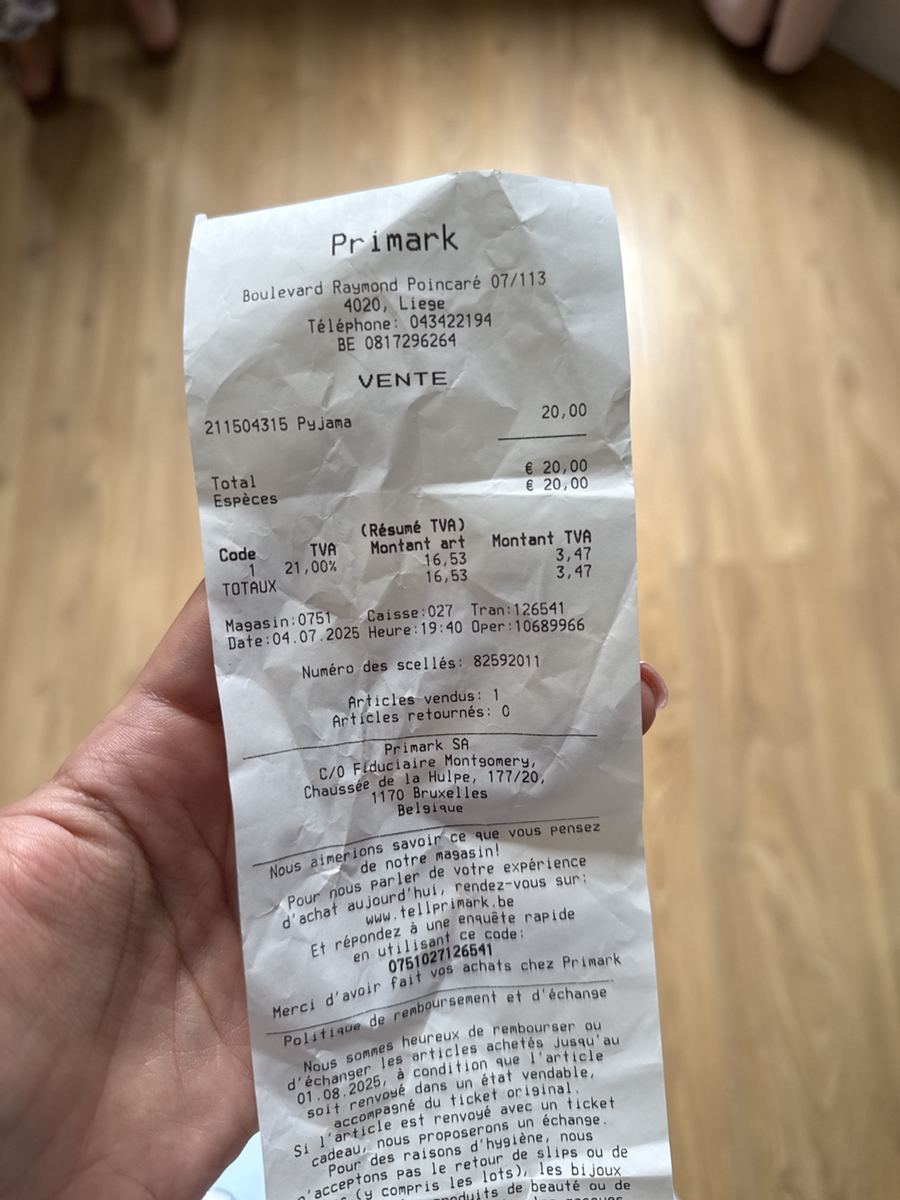 Primark
Boulevard Raymond Poincaré 07/113
4020, Liege
Téléphone: 043422194
BE 0817296264
VENTE
211504315 Pyjama 20,00
Total € 20,00
Espèces € 20,00
(Résumé TVA)
Code TVA Montant art Montant TVA
1 21,00% 16,53 3,47
TOTAUX 16,53 3,47
Magasin:0751 Caisse:027 Tran:126541
Date:04.07.2025 Heure:19:40 Oper:10689966
Numéro des scellés: 82592011
Articles vendus: 1
Articles retournés: 0
Primark SA
C/O Fiduciaire Montgomery,
Chaussée de la Hulpe, 177/20,
1170 Bruxelles
Belgique
Nous aimerions savoir ce que vous pensez
de notre magasin!
Pour nous parler de votre expérience
d'achat aujourd'hui, rendez-vous sur:
www.tellprimark.be
Et répondez à une enquête rapide
en utilisant ce code:
0751027126541
Merci d'avoir fait vos achats chez Primark
Politique de remboursement et d'échange
Nous sommes heureux de rembourser ou
d'échanger les articles achetés jusqu'au
01.08.2025, à condition que l'article
soit renvoyé dans un état vendable,
accompagné du ticket original.
Si l'article est renvoyé avec un ticket
cadeau, nous proposerons un échange.
Pour des raisons d'hygiène, nous
n'acceptons pas le retour de slips ou de
(y compris les lots), les bijoux
produits de beauté ou de